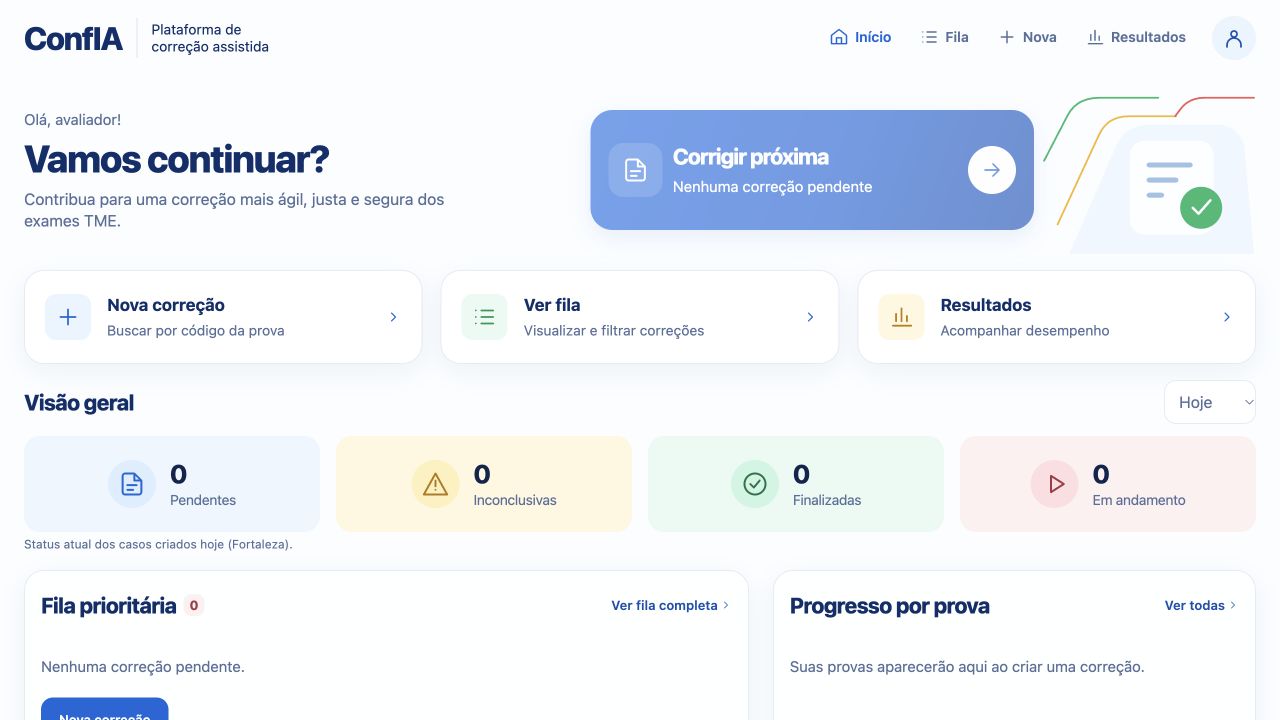 ConfIA
Plataforma de
correção assistida
Início
Fila
Nova
Resultados
Olá, avaliador!
Vamos continuar?
Contribua para uma correção mais ágil, justa e segura dos
exames TME.
Corrigir próxima
Nenhuma correção pendente
Nova correção
Buscar por código da prova
Ver fila
Visualizar e filtrar correções
Resultados
Acompanhar desempenho
Visão geral
Hoje
0
Pendentes
0
Inconclusivas
0
Finalizadas
0
Em andamento
Status atual dos casos criados hoje (Fortaleza).
Fila prioritária 0
Ver fila completa
Nenhuma correção pendente.
Nova correção
Progresso por prova
Ver todas
Suas provas aparecerão aqui ao criar uma correção.